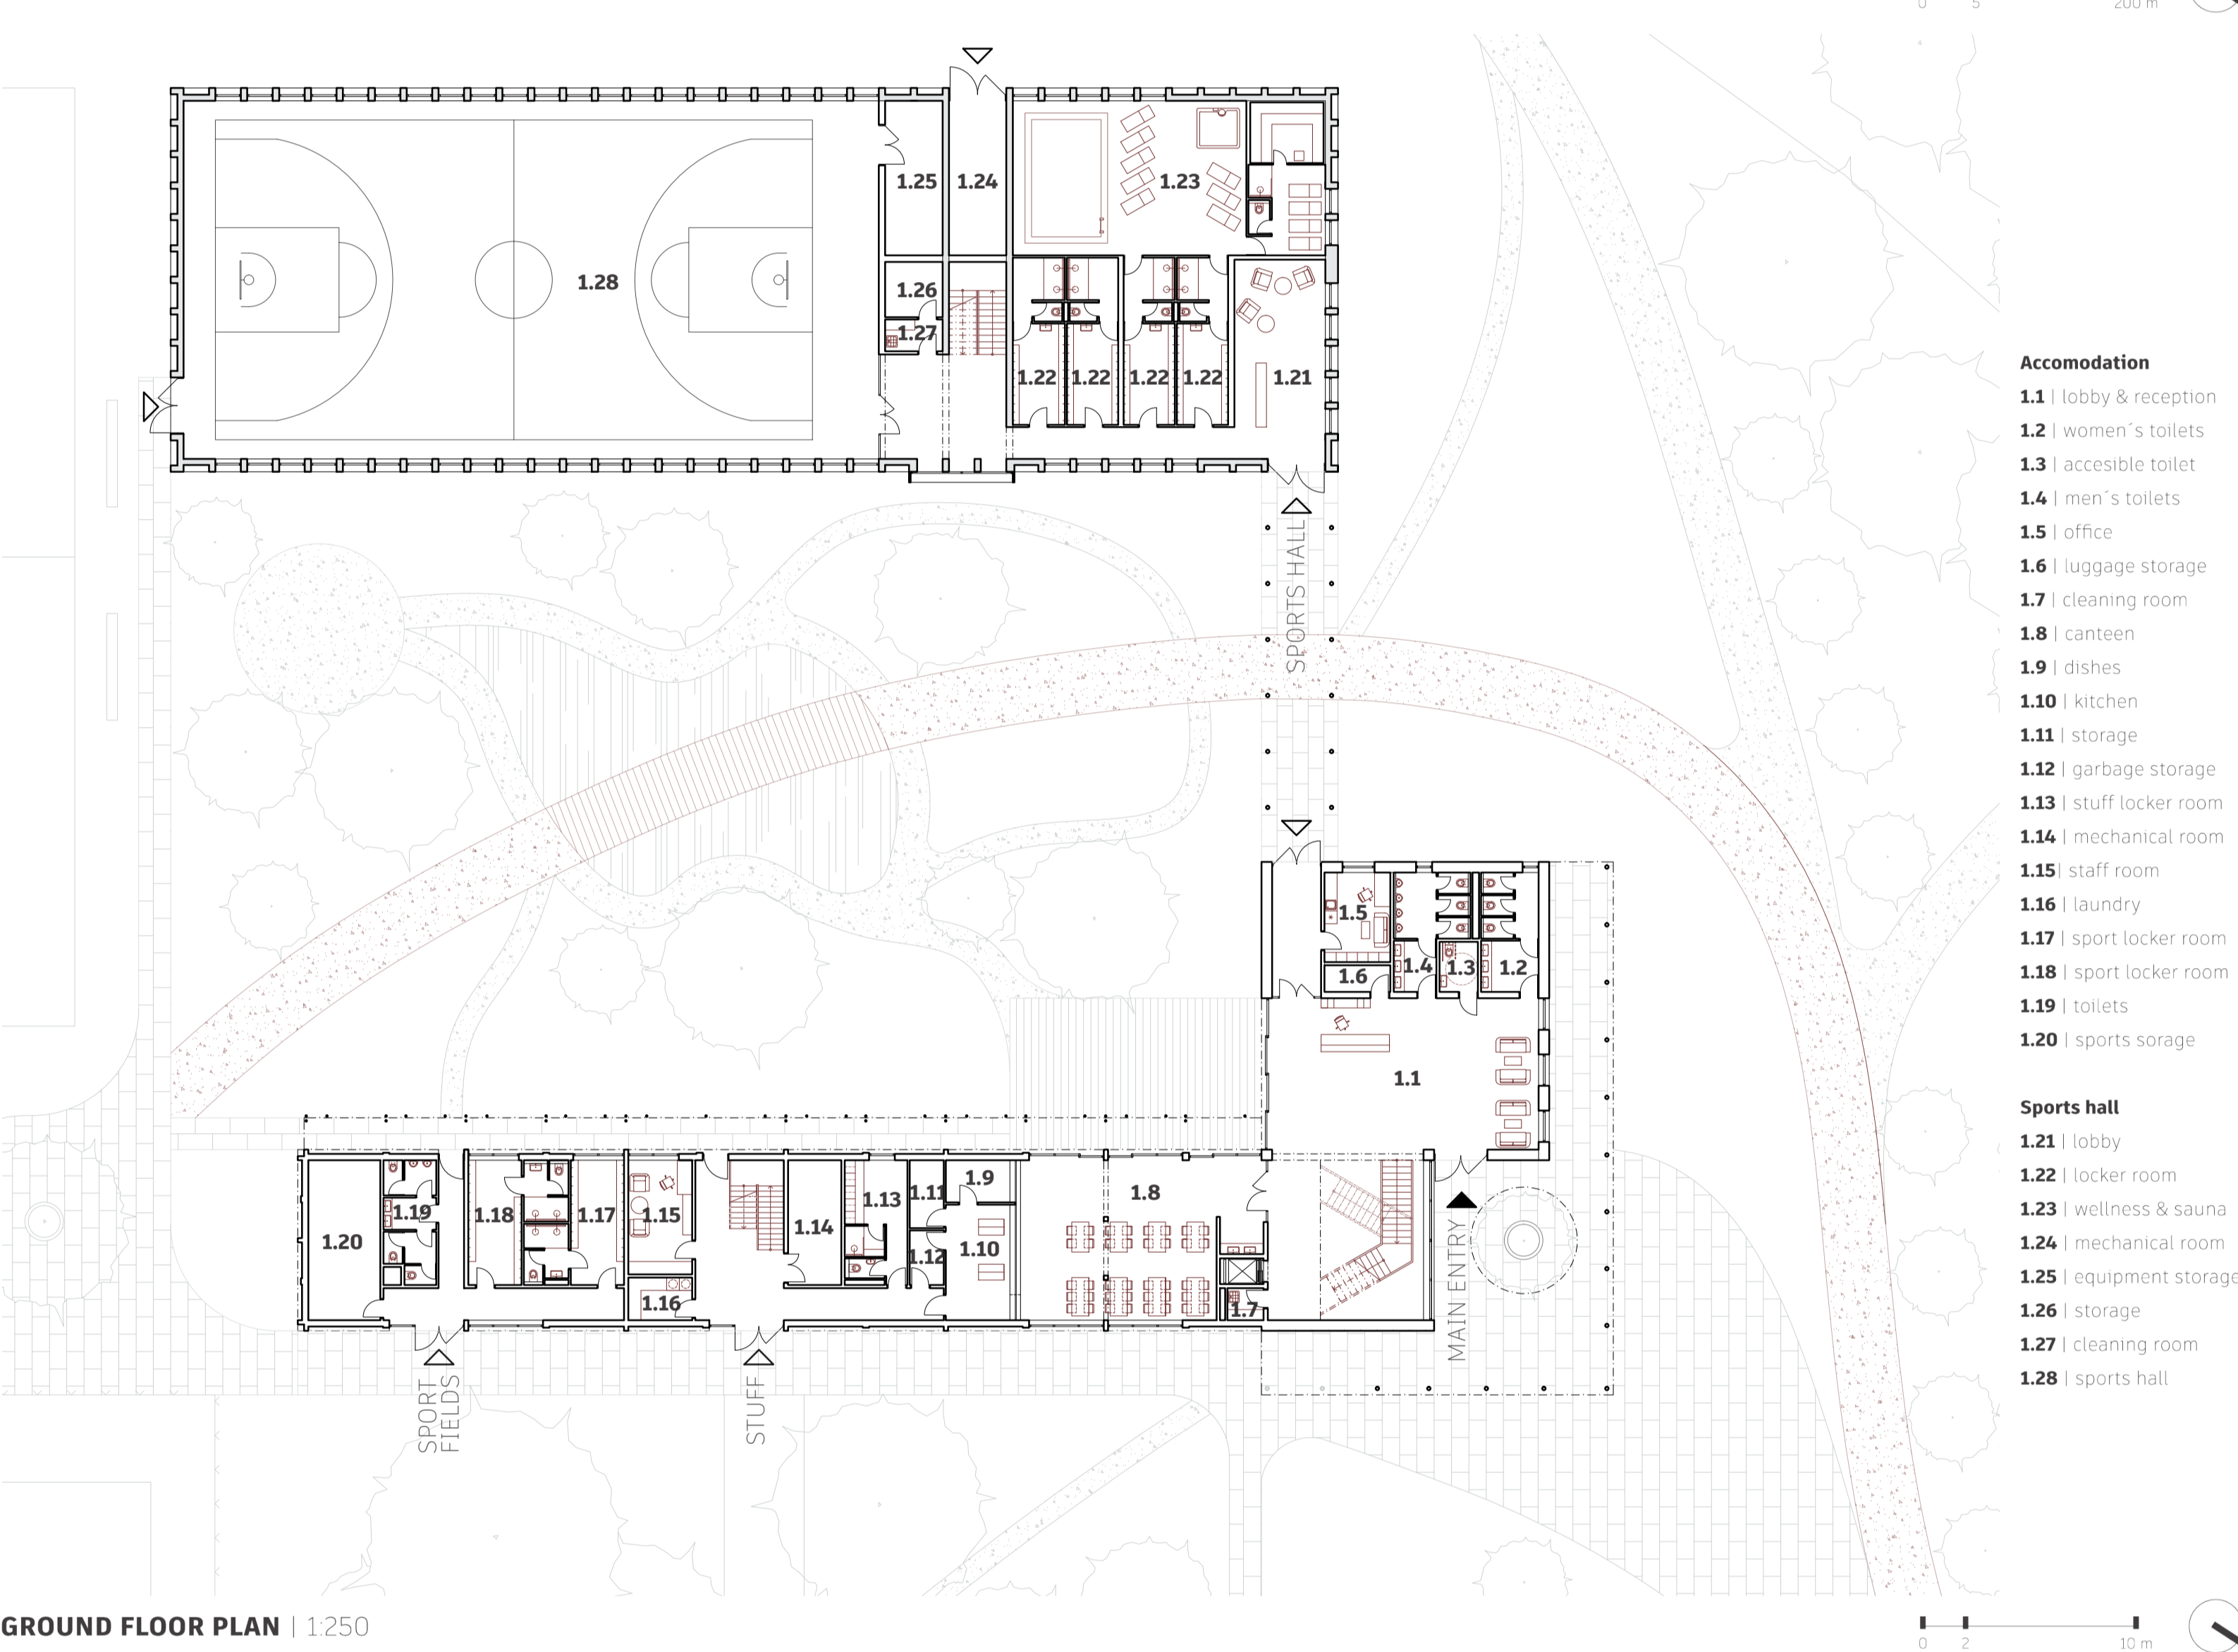 0 5 200 m
1.25 1.24 1.23
1.28 1.26
1.27
1.22 1.22 1.22 1.22 1.21
SPORTS HALL
1.5
1.6 1.4 1.3 1.2
1.1
1.20 1.19 1.18 1.17 1.15 1.14 1.13 1.11 1.9 1.8
1.16 1.12 1.10 1.7
MAIN ENTRY
SPORT
FIELDS
STUFF
Accomodation
1.1 | lobby & reception
1.2 | women´s toilets
1.3 | accesible toilet
1.4 | men´s toilets
1.5 | office
1.6 | luggage storage
1.7 | cleaning room
1.8 | canteen
1.9 | dishes
1.10 | kitchen
1.11 | storage
1.12 | garbage storage
1.13 | stuff locker room
1.14 | mechanical room
1.15| staff room
1.16 | laundry
1.17 | sport locker room
1.18 | sport locker room
1.19 | toilets
1.20 | sports sorage
Sports hall
1.21 | lobby
1.22 | locker room
1.23 | wellness & sauna
1.24 | mechanical room
1.25 | equipment storage
1.26 | storage
1.27 | cleaning room
1.28 | sports hall
GROUND FLOOR PLAN | 1:250
0 2 10 m